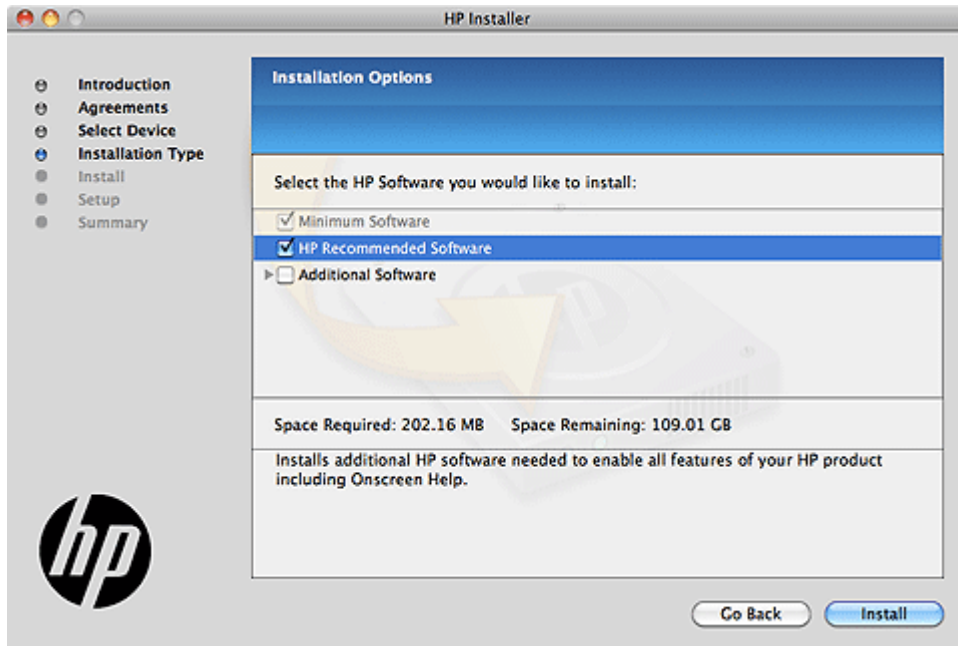 HP Installer
Introduction
Agreements
Select Device
Installation Type
Install
Setup
Summary
Installation Options
Select the HP Software you would like to install:
Minimum Software
HP Recommended Software
Additional Software
Space Required: 202.16 MB Space Remaining: 109.01 GB
Installs additional HP software needed to enable all features of your HP product
including Onscreen Help.
hp
Go Back
Install